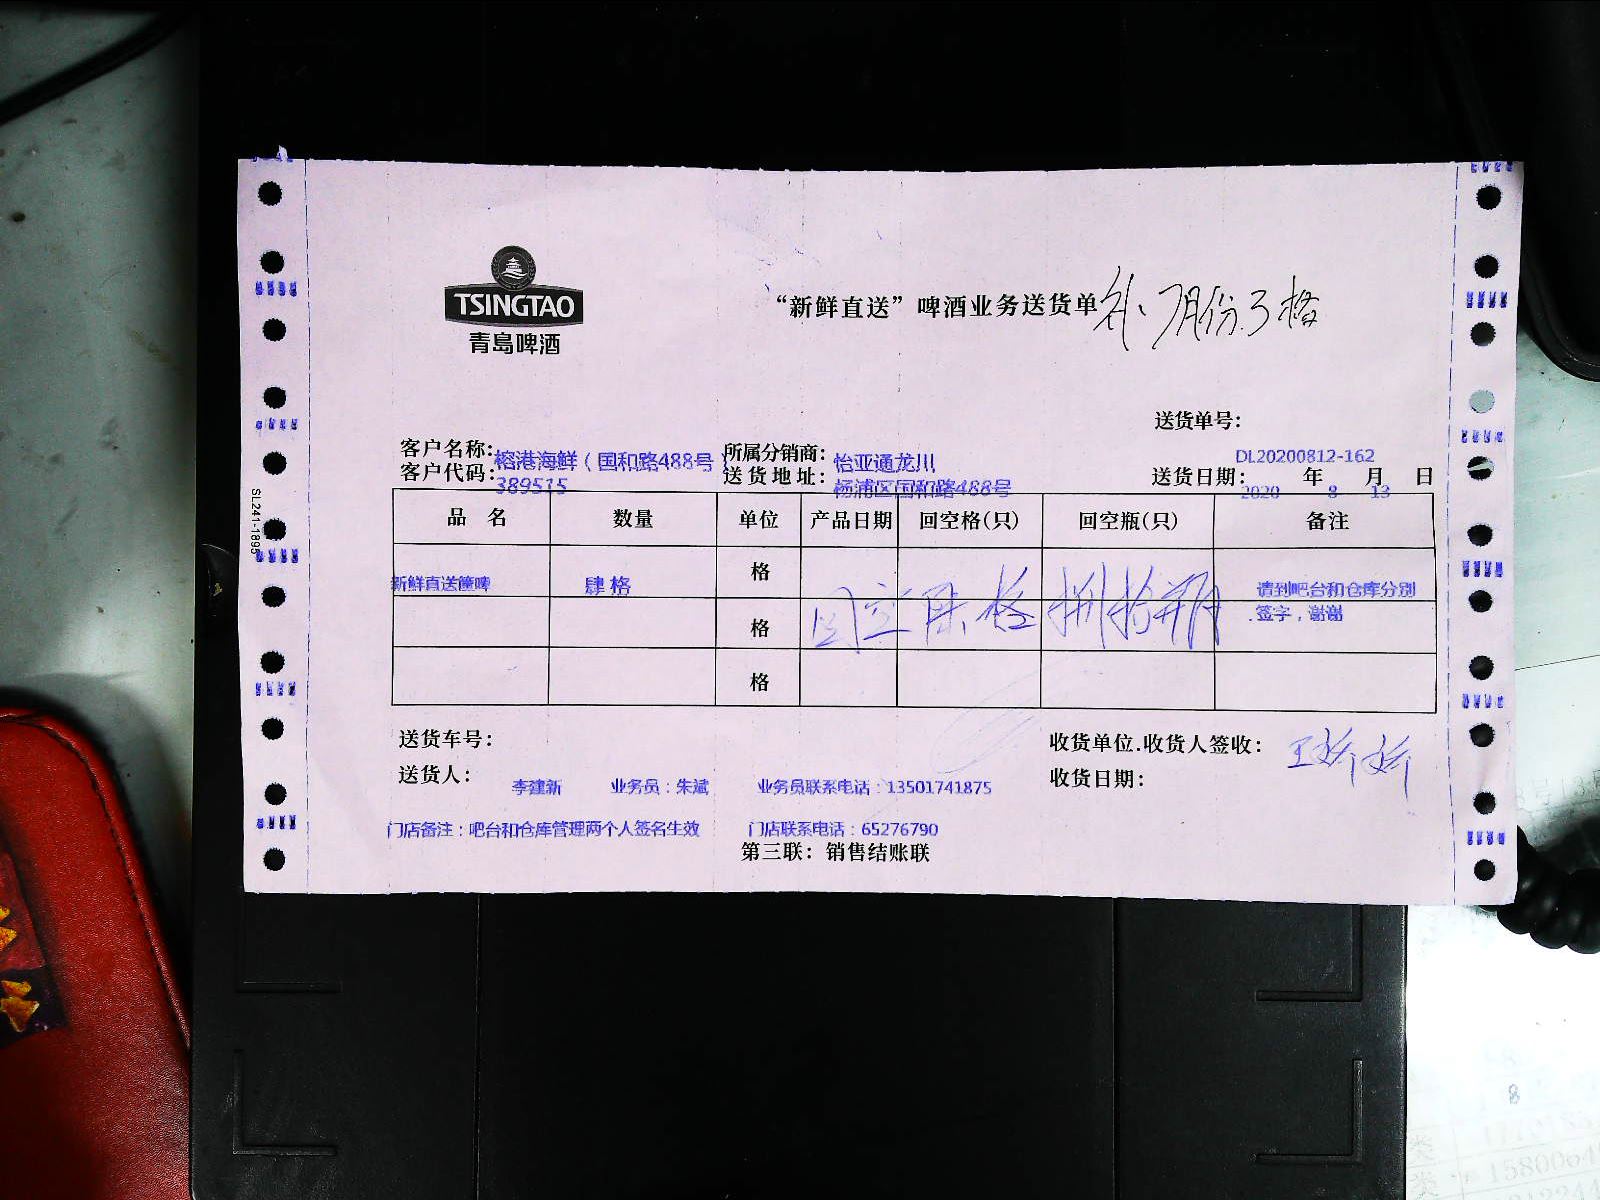 TSINGTAO
青島啤酒
“新鲜直送”啤酒业务送货单 补、7月份3格
送货单号：
DL20200812-162
客户名称：榕港海鲜（国和路488号） 所属分销商：怡亚通龙川
客户代码：389515 送货地址：杨浦区国和路488号 送货日期：2020年8月13日
品名 数量 单位 产品日期 回空格(只) 回空瓶(只) 备注
新鲜直送箧啤 肆格 格 请到吧台和仓库分别
格 回空 格 签字，谢谢
格
送货车号： 收货单位.收货人签收：
送货人：李建新 业务员：朱斌 业务员联系电话：13501741875 收货日期：
门店备注：吧台和仓库管理两个人签名生效 门店联系电话：65276790
第三联：销售结账联
SL241-1895